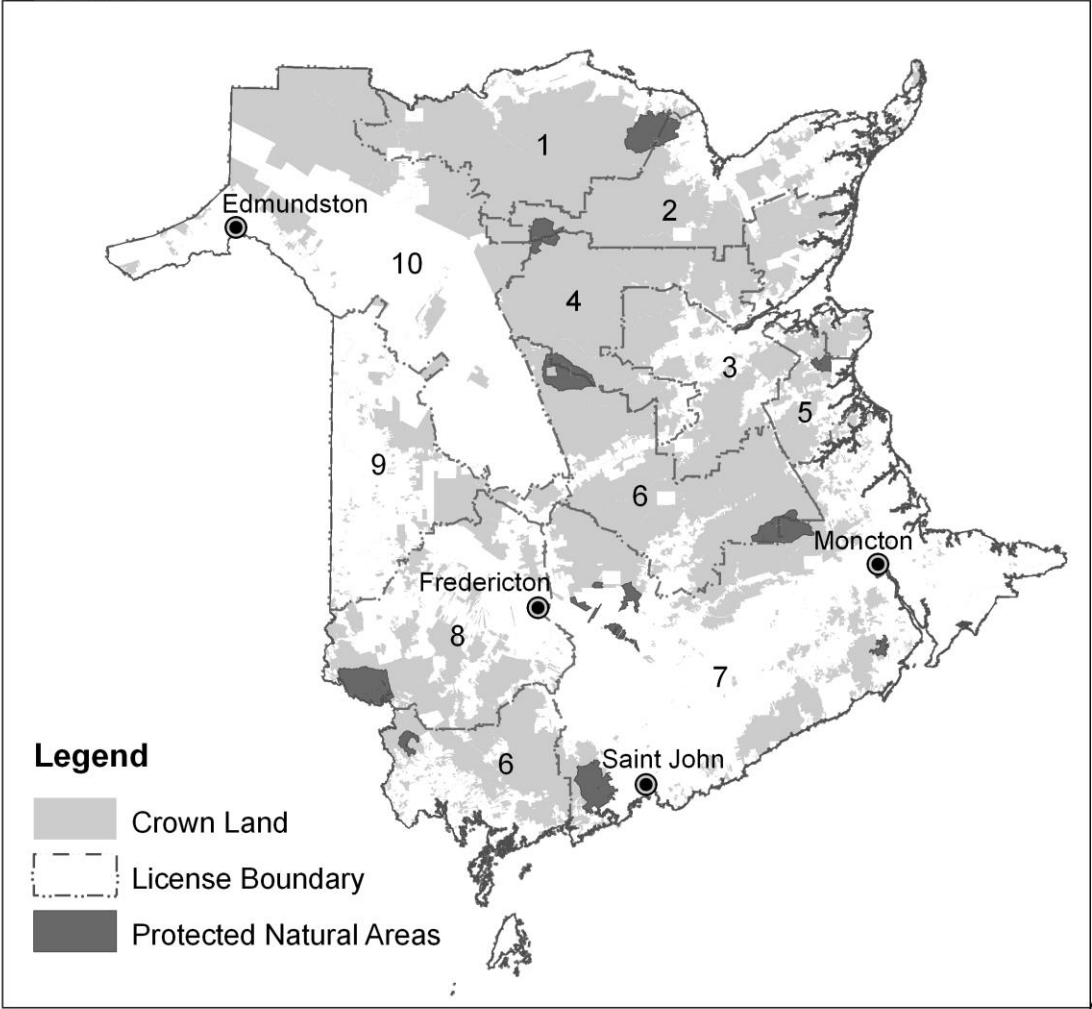 1
2
Edmundston
10
4
3
5
9
6
Moncton
Fredericton
8
7
Saint John
6
Legend
Crown Land
License Boundary
Protected Natural Areas